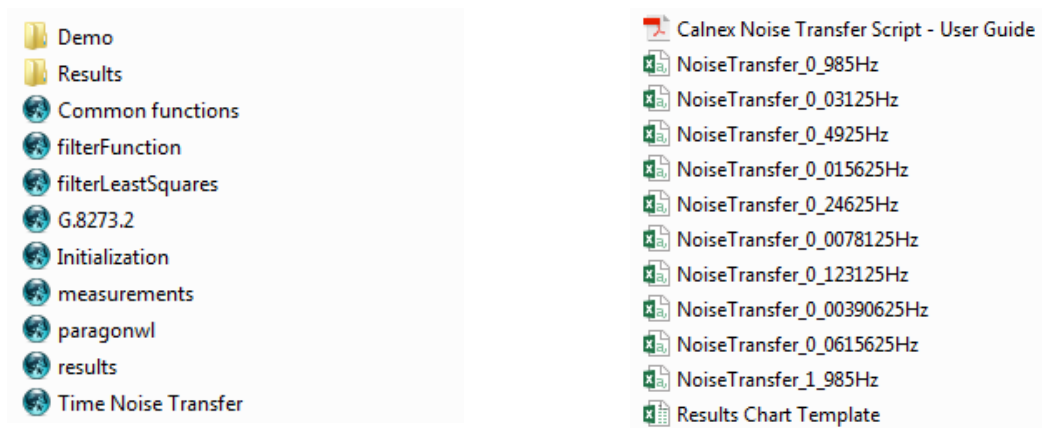 Demo
Results
Common functions
filterFunction
filterLeastSquares
G.8273.2
Initialization
measurements
paragonwl
results
Time Noise Transfer
Calnex Noise Transfer Script - User Guide
NoiseTransfer_0_985Hz
NoiseTransfer_0_03125Hz
NoiseTransfer_0_4925Hz
NoiseTransfer_0_015625Hz
NoiseTransfer_0_24625Hz
NoiseTransfer_0_0078125Hz
NoiseTransfer_0_123125Hz
NoiseTransfer_0_00390625Hz
NoiseTransfer_0_0615625Hz
NoiseTransfer_1_985Hz
Results Chart Template